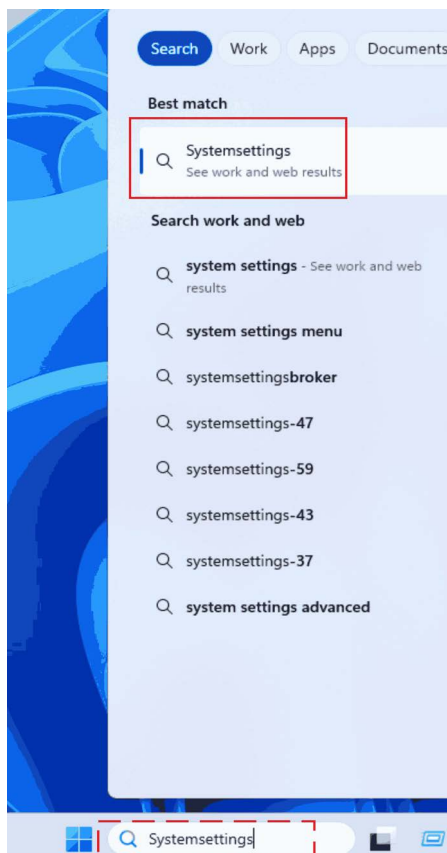 Search Work Apps Documents
Best match
Systemsettings
See work and web results
Search work and web
system settings - See work and web
results
system settings menu
systemsettingsbroker
systemsettings-47
systemsettings-59
systemsettings-43
systemsettings-37
system settings advanced
Systemsettings